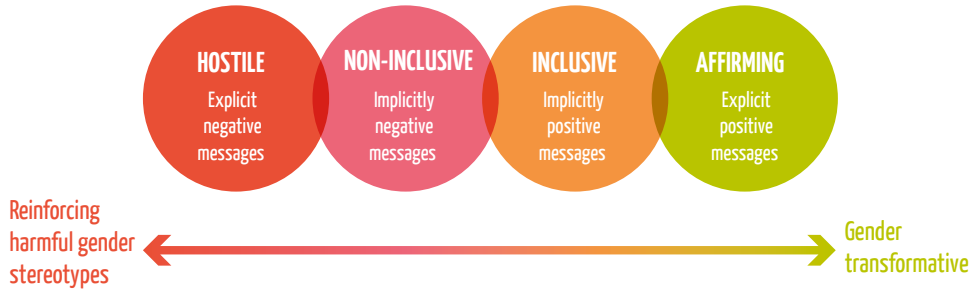 HOSTILE
Explicit
negative
messages
NON-INCLUSIVE
Implicitly
negative
messages
INCLUSIVE
Implicitly
positive
messages
AFFIRMING
Explicit
positive
messages
Reinforcing
harmful gender
stereotypes
Gender
transformative